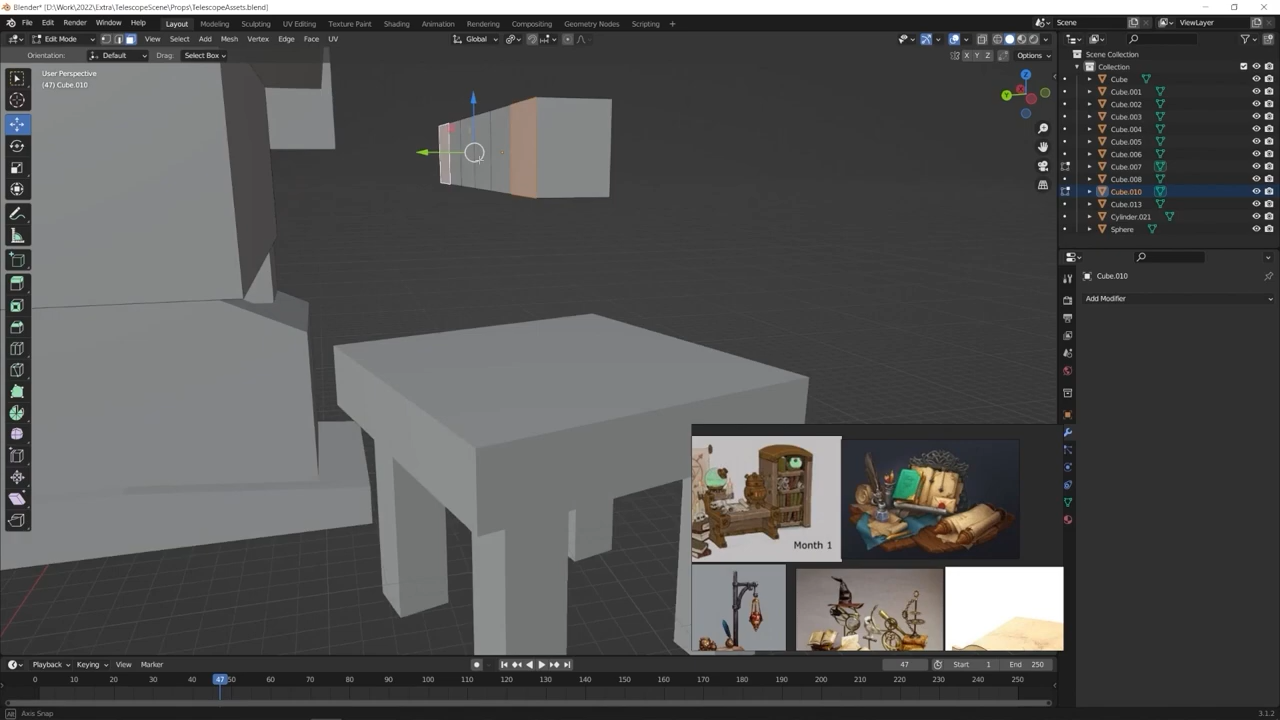 Blender* [D:\Work\2022\Extra\TelescopeScene\Props\TelescopeAssets.blend]
File Edit Render Window Help Layout Modeling Sculpting UV Editing Texture Paint Shading Animation Rendering Compositing Geometry Nodes Scripting + Scene ViewLayer
Edit Mode View Select Add Mesh Vertex Edge Face UV Global
Orientation: Default Drag: Select Box X Y Z Options
User Perspective
(47) Cube.010
Z
Y
Scene Collection
Collection
Cube
Cube.001
Cube.002
Cube.003
Cube.004
Cube.005
Cube.006
Cube.007
Cube.008
Cube.010
Cube.013
Cylinder.021
Sphere
Cube.010
Add Modifier
Month 1
Playback Keying View Marker 47 Start 1 End 250
0 10 20 30 40 47 50 60 70 80 90 100 110 120 130 140 150 160 170 180 190 200 210 220 230 240 250
Axis Snap 3.1.2